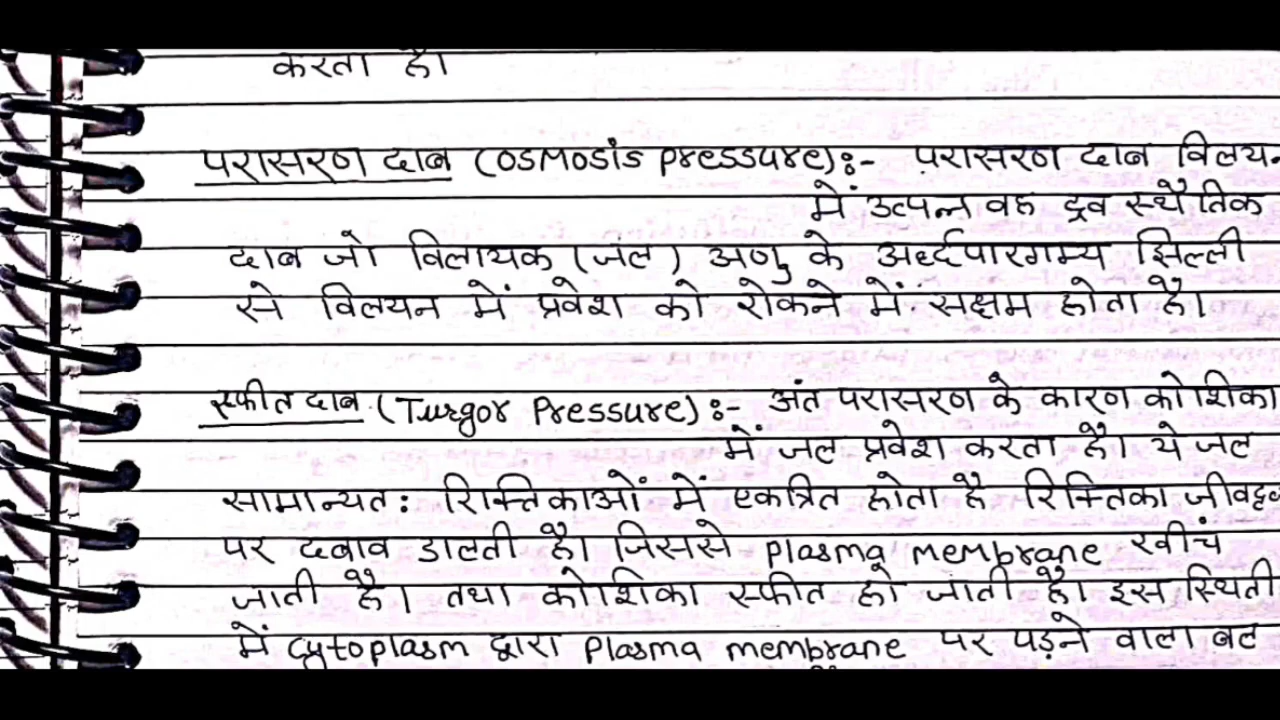 करता है।
परासरण दाब (Osmosis pressure):- परासरण दाब विलयन
में उत्पन्न वह द्रव स्थैतिक
दाब जो विलायक (जल) अणु के अर्द्धपारगम्य झिल्ली
से विलयन में प्रवेश को रोकने में सक्षम होता है।
स्फीत दाब (Turgor Pressure):- अंत परासरण के कारण कोशिका
में जल प्रवेश करता है। ये जल
सामान्यत: रिक्तिकाओं में एकत्रित होता है रिक्तिका
पर दबाव डालती है। जिससे plasma membrane खींच
जाती है। तथा कोशिका स्फीत हो जाती है। इस स्थिती
में cytoplasm द्वारा plasma membrane पर पड़ने वाला बल